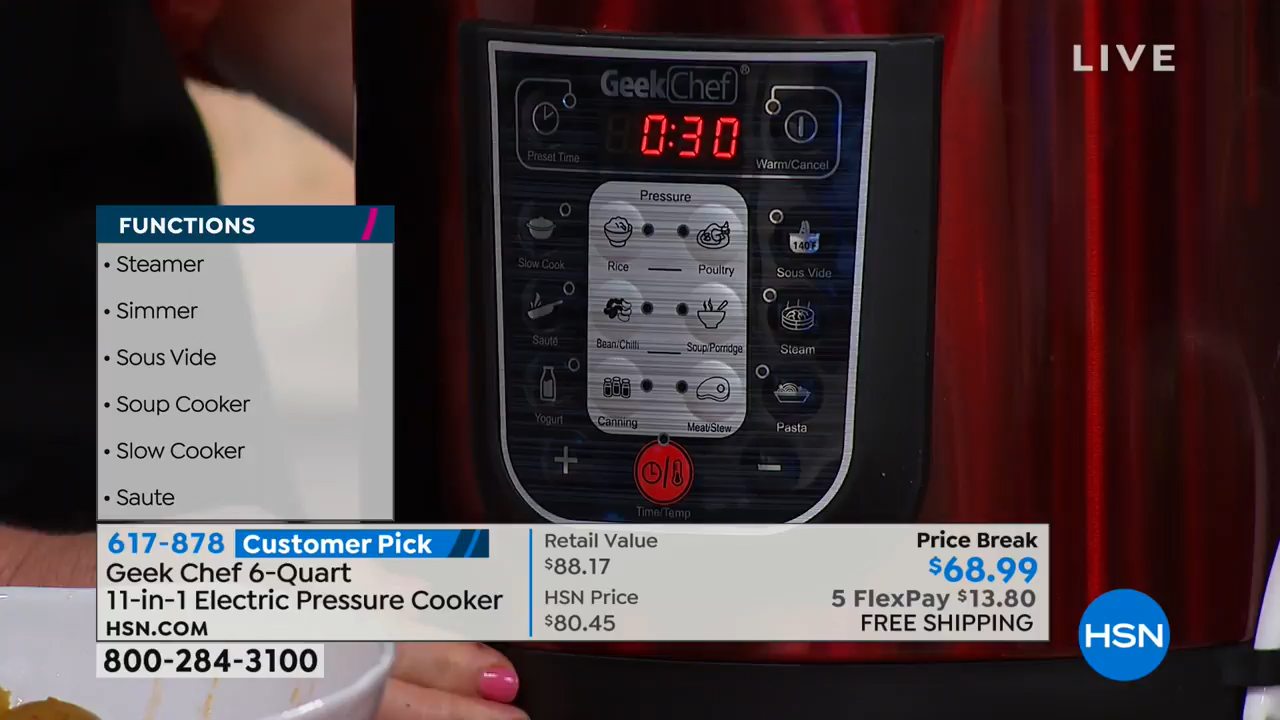 LIVE
GeekChef®
0:30
Preset Time
Warm/Cancel
Pressure
Slow Cook
Rice
Poultry
140°F
Sous Vide
Sauté
Bean/Chilli
Soup/Porridge
Steam
Yogurt
Canning
Meat/Stew
Pasta
+
-
Time/Temp
FUNCTIONS
• Steamer
• Simmer
• Sous Vide
• Soup Cooker
• Slow Cooker
• Saute
617-878 Customer Pick
Geek Chef 6-Quart
11-in-1 Electric Pressure Cooker
HSN.COM
800-284-3100
Retail Value
$88.17
HSN Price
$80.45
Price Break
$68.99
5 FlexPay $13.80
FREE SHIPPING
HSN